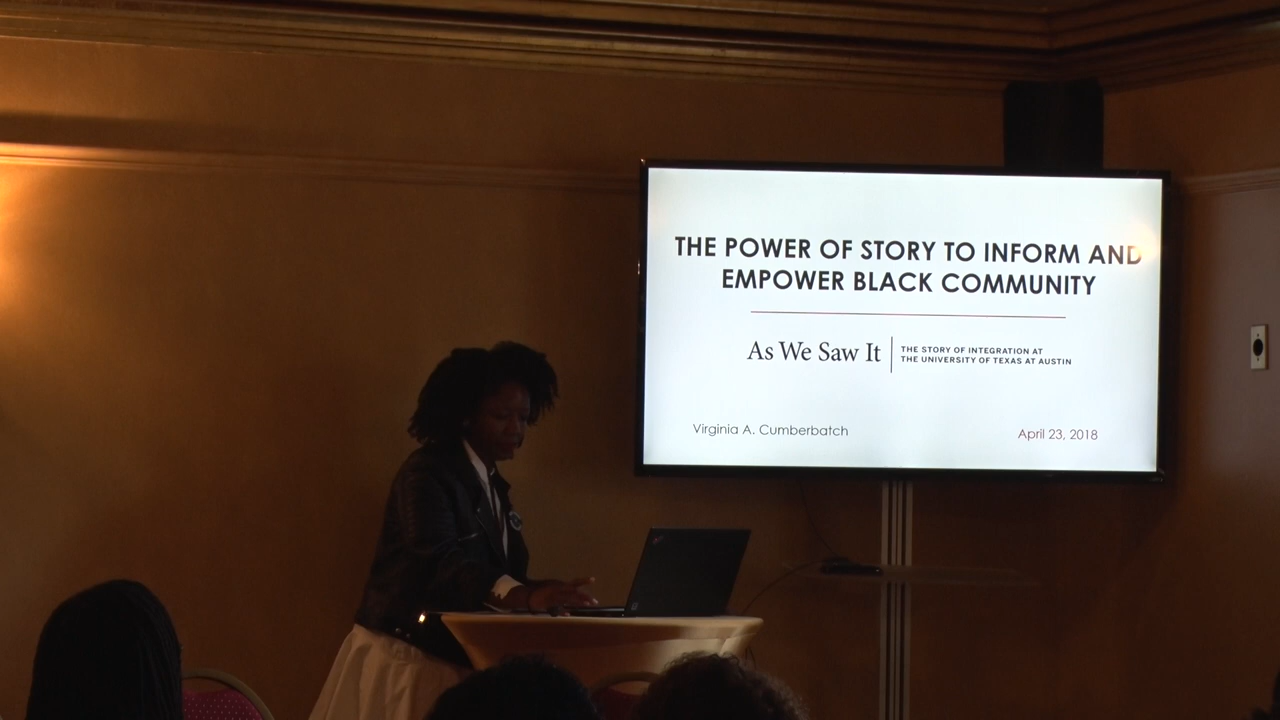 THE POWER OF STORY TO INFORM AND
EMPOWER BLACK COMMUNITY
As We Saw It
THE STORY OF INTEGRATION AT
THE UNIVERSITY OF TEXAS AT AUSTIN
Virginia A. Cumberbatch
April 23, 2018